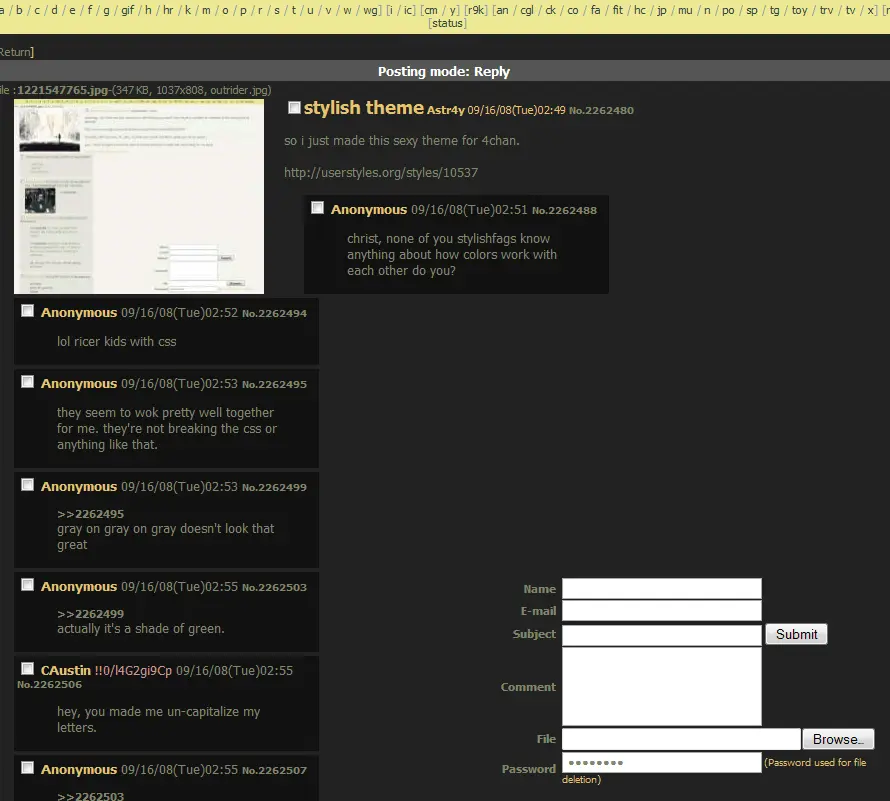 a / b / c / d / e / f / g / gif / h / hr / k / m / o / p / r / s / t / u / v / w / wg] [i / ic] [cm / y] [r9k] [an / cgl / ck / co / fa / fit / hc / jp / mu / n / po / sp / tg / toy / trv / tv / x] [r
[status]
Return]
Posting mode: Reply
ile :1221547765.jpg-(347 KB, 1037x808, outrider.jpg)
stylish theme Astr4y 09/16/08(Tue)02:49 No.2262480
so i just made this sexy theme for 4chan.
http://userstyles.org/styles/10537
Anonymous 09/16/08(Tue)02:51 No.2262488
christ, none of you stylishfags know
anything about how colors work with
each other do you?
Anonymous 09/16/08(Tue)02:52 No.2262494
lol ricer kids with css
Anonymous 09/16/08(Tue)02:53 No.2262495
they seem to wok pretty well together
for me. they're not breaking the css or
anything like that.
Anonymous 09/16/08(Tue)02:53 No.2262499
>>2262495
gray on gray on gray doesn't look that
great
Anonymous 09/16/08(Tue)02:55 No.2262503
>>2262499
actually it's a shade of green.
CAustin !!0/l4G2gi9Cp 09/16/08(Tue)02:55
No.2262506
hey, you made me un-capitalize my
letters.
Anonymous 09/16/08(Tue)02:55 No.2262507
>>2262503
Name
E-mail
Subject
Submit
Comment
File
Browse..
Password
(Password used for file
deletion)